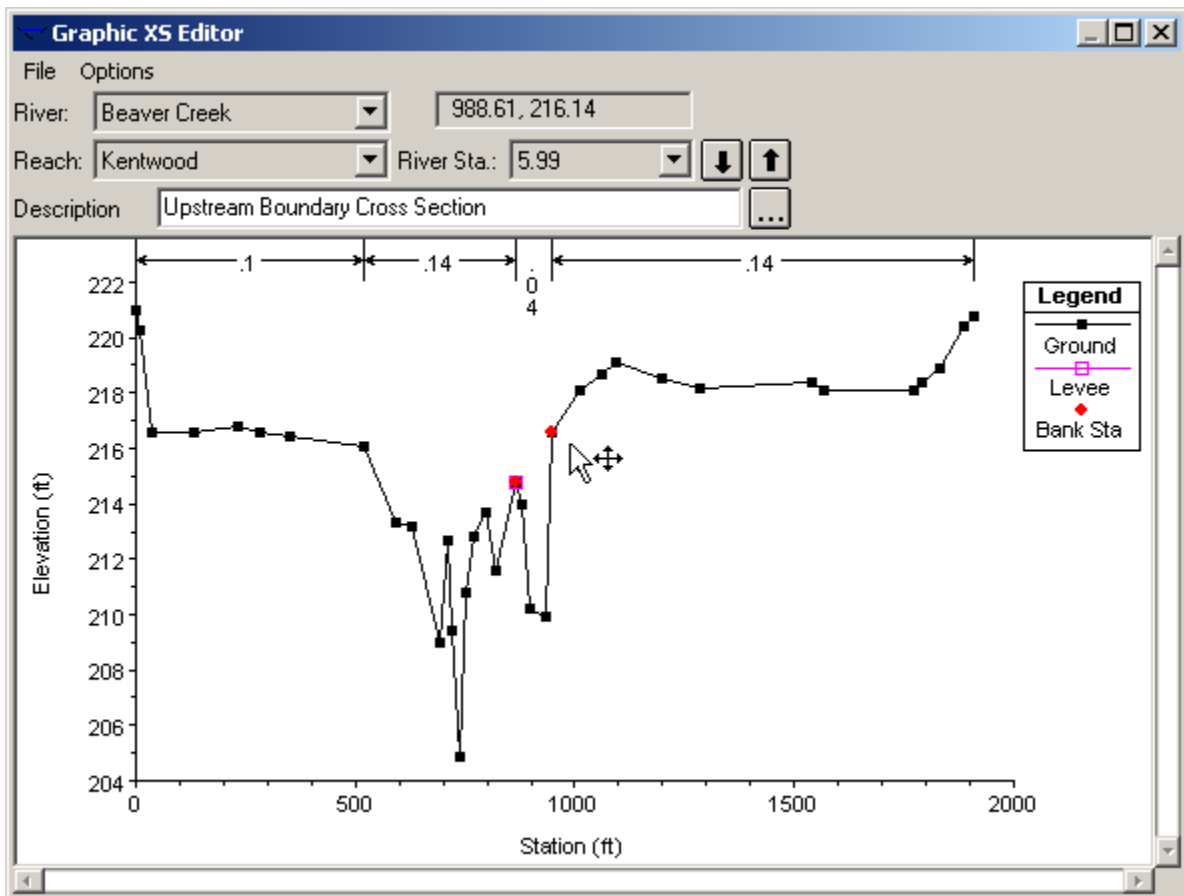 Graphic XS Editor
File Options
River: Beaver Creek 988.61, 216.14
Reach: Kentwood River Sta.: 5.99
Description Upstream Boundary Cross Section ...
.1 .14 .04 .14
222
220
218
216
214
212
210
208
206
204
Elevation (ft)
0 500 1000 1500 2000
Station (ft)
Legend
Ground
Levee
Bank Sta